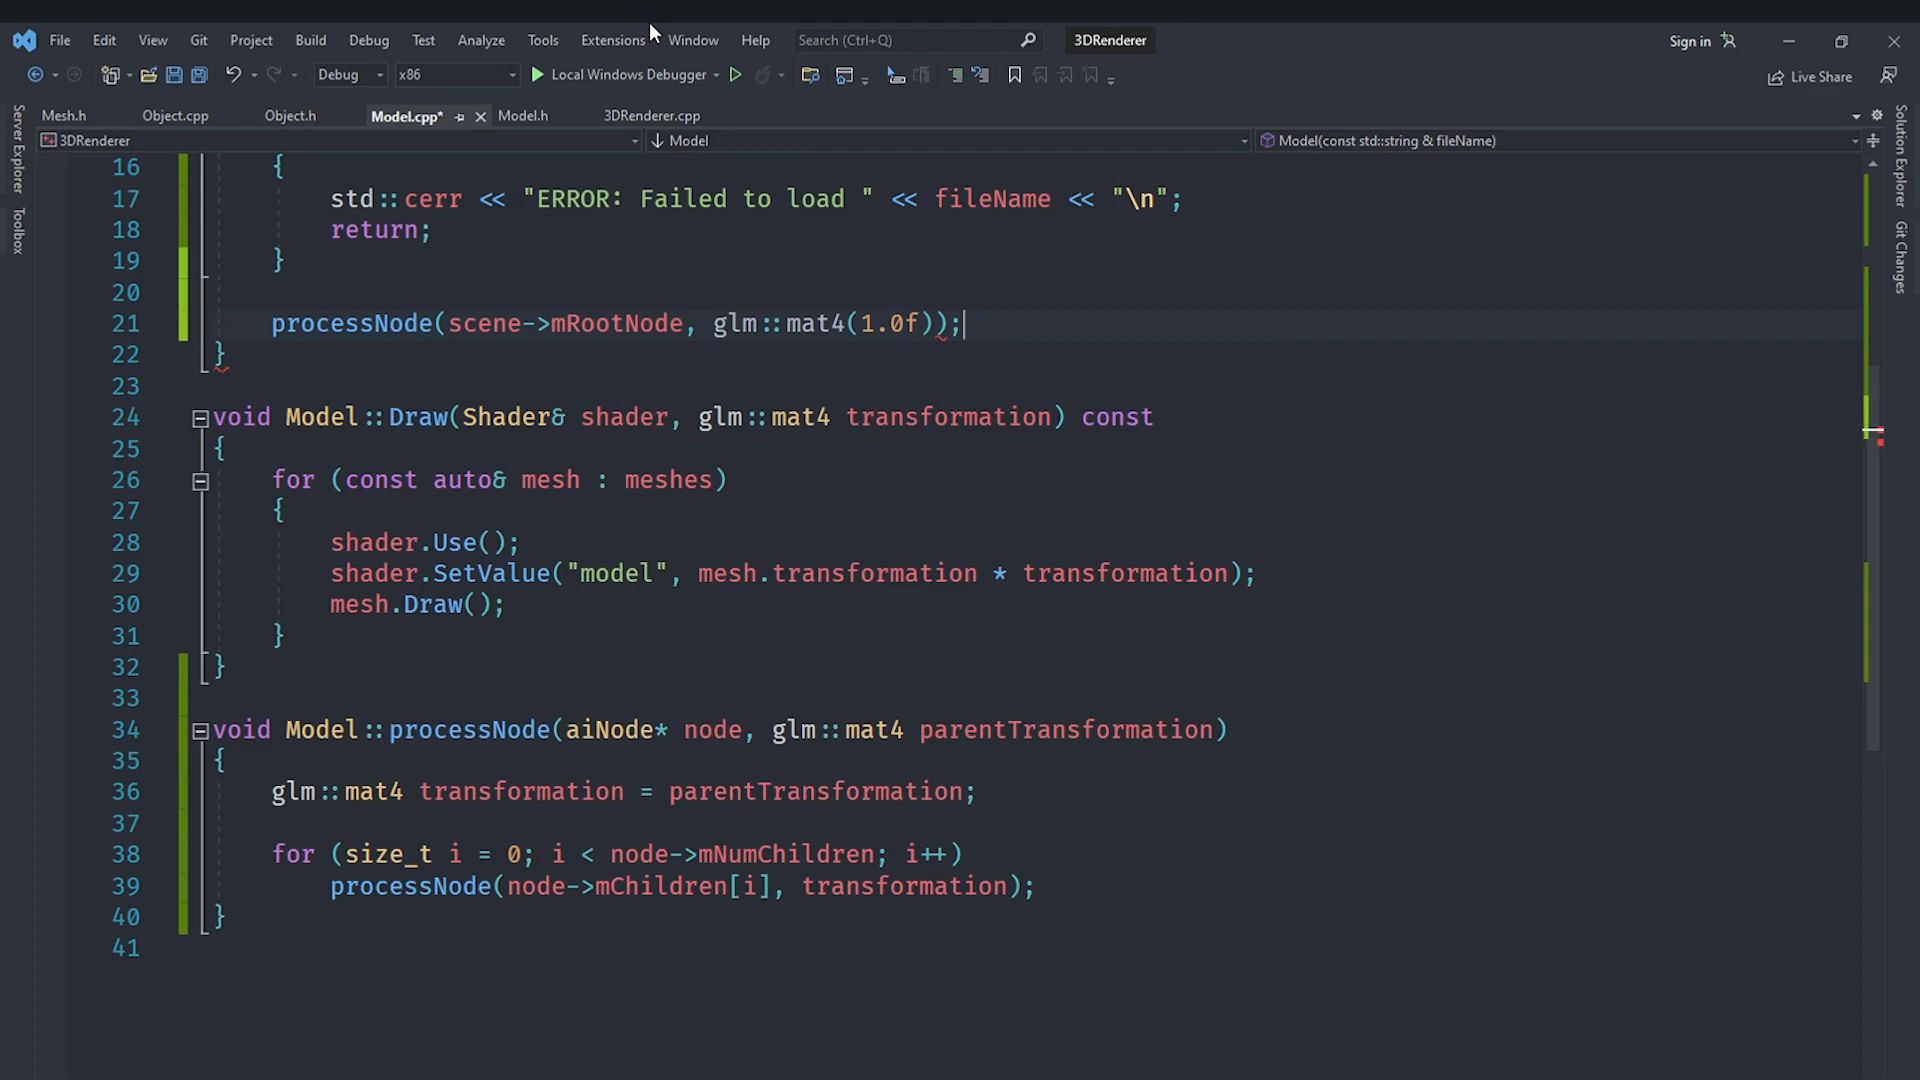 File Edit View Git Project Build Debug Test Analyze Tools Extensions Window Help Search (Ctrl+Q) 3DRenderer Sign in
Debug x86 Local Windows Debugger Live Share
Mesh.h Object.cpp Object.h Model.cpp* Model.h 3DRenderer.cpp
3DRenderer Model Model(const std::string & fileName)
Server Explorer
Toolbox
Solution Explorer
Git Changes
16 {
17 std::cerr << "ERROR: Failed to load " << fileName << "\n";
18 return;
19 }
20
21 processNode(scene->mRootNode, glm::mat4(1.0f));
22 }
23
24 void Model::Draw(Shader& shader, glm::mat4 transformation) const
25 {
26 for (const auto& mesh : meshes)
27 {
28 shader.Use();
29 shader.SetValue("model", mesh.transformation * transformation);
30 mesh.Draw();
31 }
32 }
33
34 void Model::processNode(aiNode* node, glm::mat4 parentTransformation)
35 {
36 glm::mat4 transformation = parentTransformation;
37
38 for (size_t i = 0; i < node->mNumChildren; i++)
39 processNode(node->mChildren[i], transformation);
40 }
41